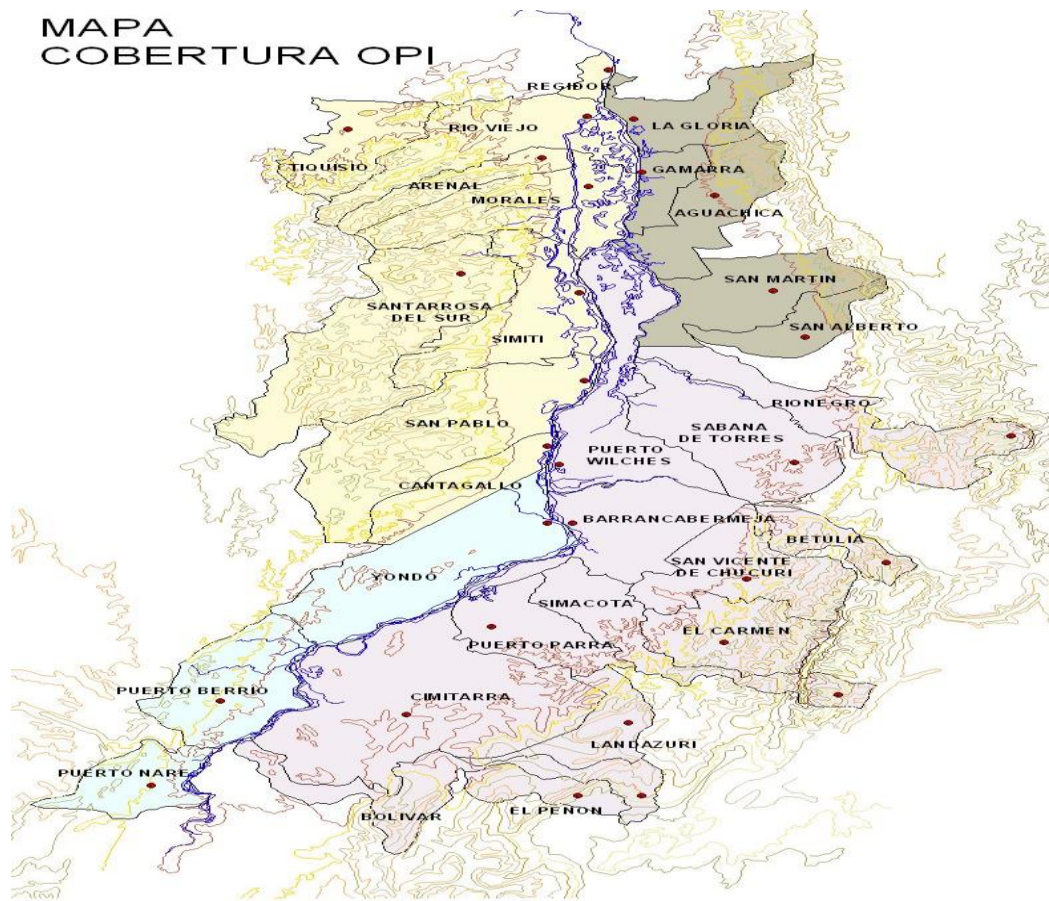 MAPA
COBERTURA OPI
REGIDOR
RIO VIEJO
LA GLORIA
TIQUISIO
GAMARRA
ARENAL
MORALES
AGUACHICA
SAN MARTIN
SANTARROSA
DEL SUR
SIMITI
SAN ALBERTO
RIONEGRO
SAN PABLO
SABANA
DE TORRES
PUERTO
WILCHES
CANTAGALLO
BARRANCABERMEJA
BETULIA
SAN VICENTE
DE CHUCURI
YONDÓ
SIMACOTA
EL CARMEN
PUERTO PARRA
PUERTO BERRIO
CIMITARRA
LANDAZURI
PUERTO NARE
BOLIVAR
EL PEÑON